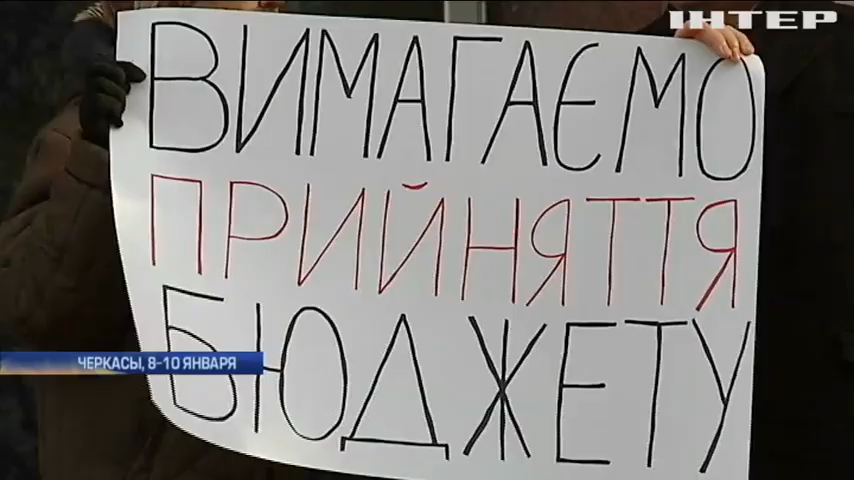 ІНТЕР
ВИМАГАЄМО
ПРИЙНЯТТЯ
БЮДЖЕТУ
ЧЕРКАСЫ, 8-10 ЯНВАРЯ